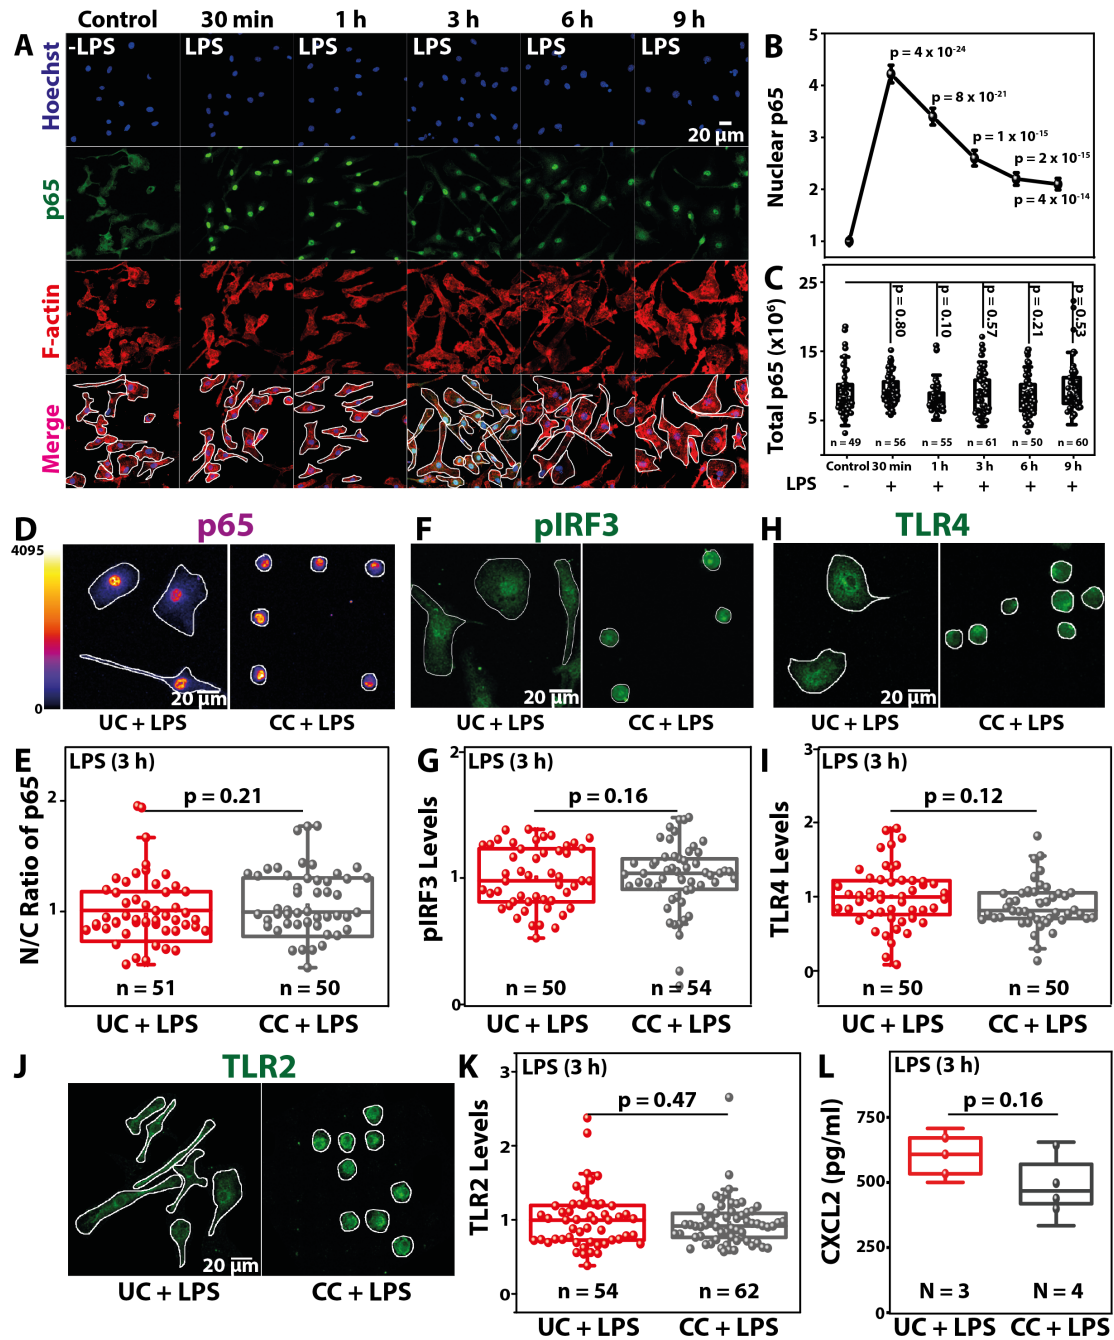 Control 30 min 1 h 3 h 6 h 9 h
A
-LPS LPS LPS LPS LPS LPS
Hoechst
20 µm
p65
F-actin
Merge
B
Nuclear p65
5
4
3
2
1
p = 4 x 10-24
p = 8 x 10-21
p = 1 x 10-15
p = 2 x 10-15
p = 4 x 10-14
C
Total p65 (x10⁶)
25
15
5
p = 0.80
p = 0.10
p = 0.57
p = 0.21
p = 0.53
n = 49 n = 56 n = 55 n = 61 n = 50 n = 60
Control 30 min 1 h 3 h 6 h 9 h
LPS - + + + + +
D
p65
4095
0
20 µm
UC + LPS CC + LPS
F
pIRF3
20 µm
UC + LPS CC + LPS
H
TLR4
20 µm
UC + LPS CC + LPS
E
LPS (3 h)
N/C Ratio of p65
2
1
p = 0.21
n = 51 n = 50
UC + LPS CC + LPS
G
LPS (3 h)
pIRF3 Levels
2
1
0
p = 0.16
n = 50 n = 54
UC + LPS CC + LPS
I
LPS (3 h)
TLR4 Levels
3
2
1
0
p = 0.12
n = 50 n = 50
UC + LPS CC + LPS
J
TLR2
20 µm
UC + LPS CC + LPS
K
LPS (3 h)
TLR2 Levels
3
2
1
0
p = 0.47
n = 54 n = 62
UC + LPS CC + LPS
L
LPS (3 h)
CXCL2 (pg/ml)
750
500
250
0
p = 0.16
N = 3 N = 4
UC + LPS CC + LPS